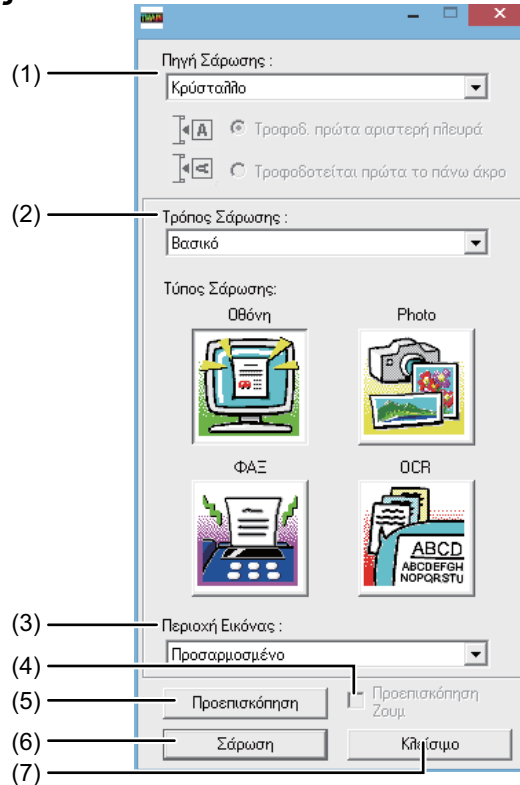 TWAIN
(1)
Πηγή Σάρωσης :
Κρύσταλλο
A
Τροφοδ. πρώτα αριστερή πλευρά
A
Τροφοδοτείται πρώτα το πάνω άκρο
(2)
Τρόπος Σάρωσης :
Βασικό
Τύπος Σάρωσης:
Οθόνη
Photo
ΦΑΞ
OCR
ABCD
ABCDEFGH
NOPQRSTU
(3)
Περιοχή Εικόνας :
Προσαρμοσμένο
(4)
(5)
Προεπισκόπηση
Προεπισκόπηση
Ζουμ
(6)
Σάρωση
Κλείσιμο
(7)